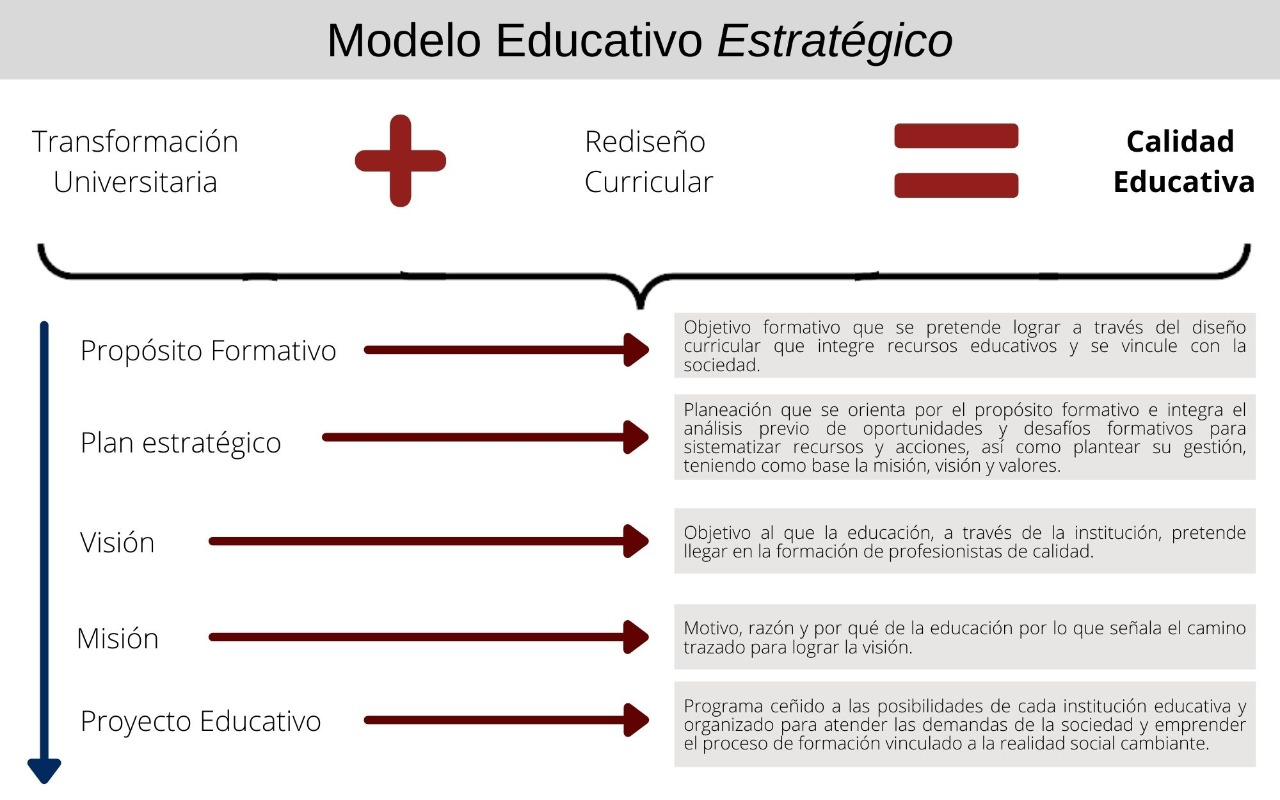 Modelo Educativo Estratégico
Transformación
Universitaria
Rediseño
Curricular
Calidad
Educativa
Propósito Formativo
Objetivo formativo que se pretende lograr a través del diseño
curricular que integre recursos educativos y se vincule con la
sociedad.
Plan estratégico
Planeación que se orienta por el propósito formativo e integra el
análisis previo de oportunidades y desafíos formativos para
sistematizar recursos y acciones, así como plantear su gestión,
teniendo como base la misión, visión y valores.
Visión
Objetivo al que la educación, a través de la institución, pretende
llegar en la formación de profesionistas de calidad.
Misión
Motivo, razón y por qué de la educación por lo que señala el camino
trazado para lograr la visión.
Proyecto Educativo
Programa ceñido a las posibilidades de cada institución educativa y
organizado para atender las demandas de la sociedad y emprender
el proceso de formación vinculado a la realidad social cambiante.